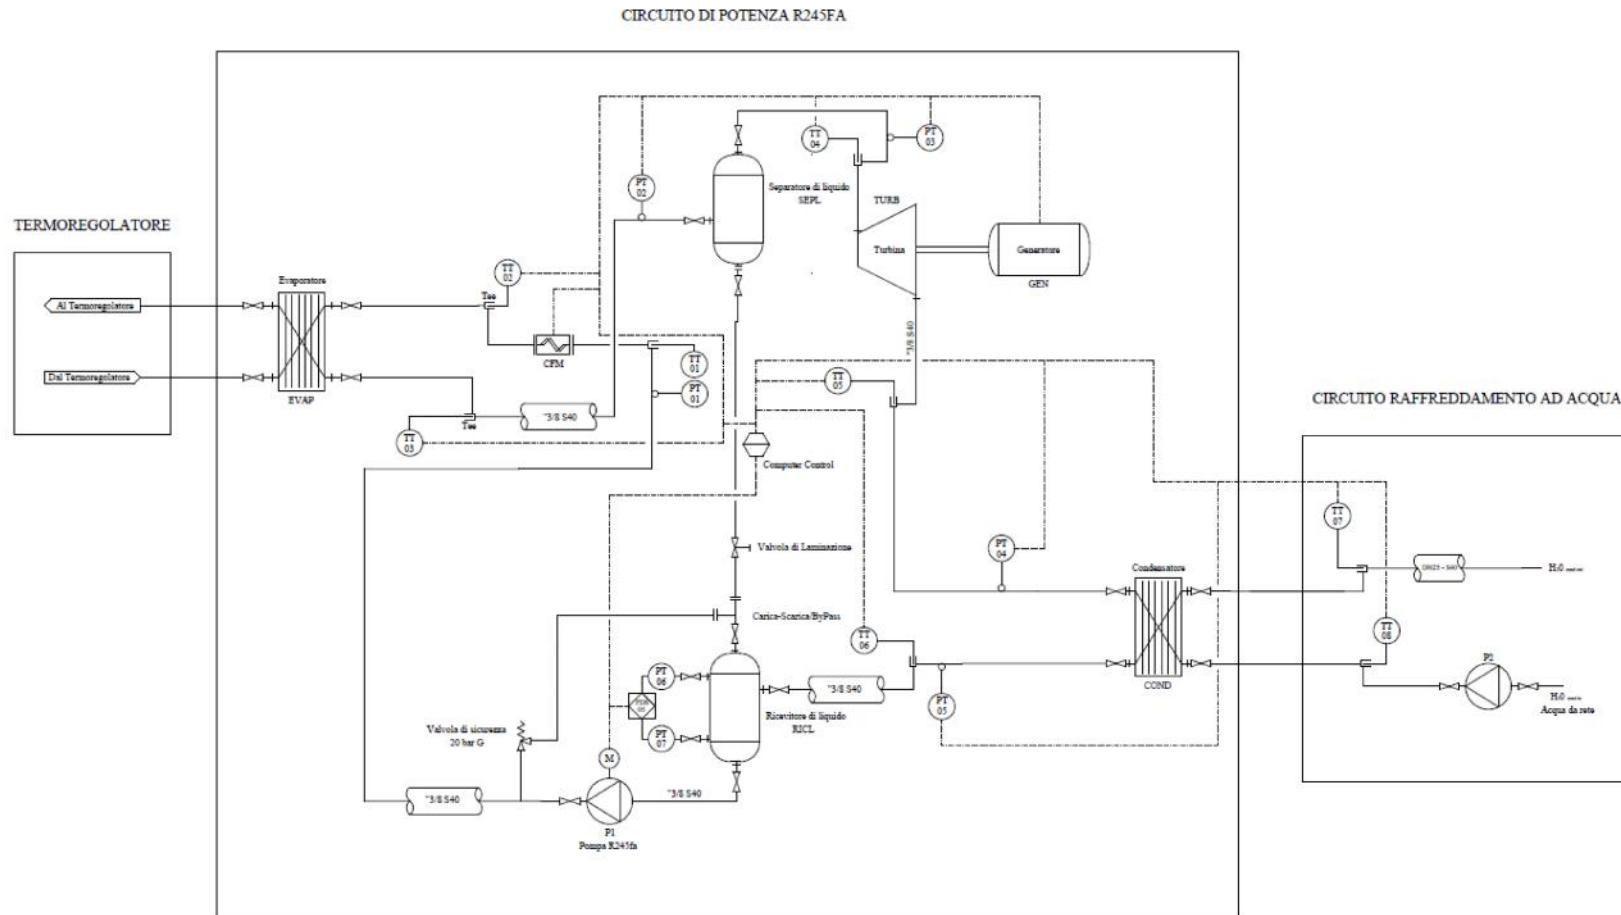 CIRCUITO DI POTENZA R245FA
TERMOREGOLATORE
Al Termoregolatore
Dal Termoregolatore
Evaporatore
EVAP
Tee
TT
02
CFM
TT
01
PT
01
Tee
TT
03
"3/8 S40
PT
02
Separatore di liquido
SEPL
TT
04
PT
03
TURB
Turbina
Generatore
GEN
"3/8 S40
TT
05
Computer Control
Valvola di Laminazione
Carica-Scarica/ByPass
PT
04
TT
06
PT
05
"3/8 S40
Ricevitore di liquido
RICL
PT
06
PT
07
Valvola di sicurezza
20 bar G
M
"3/8 S40
"3/8 S40
P1
Pompa R245fa
Condensatore
COND
CIRCUITO RAFFREDDAMENTO AD ACQUA
TT
07
TT
08
H₂0
P2
H₂0
Acqua da rete